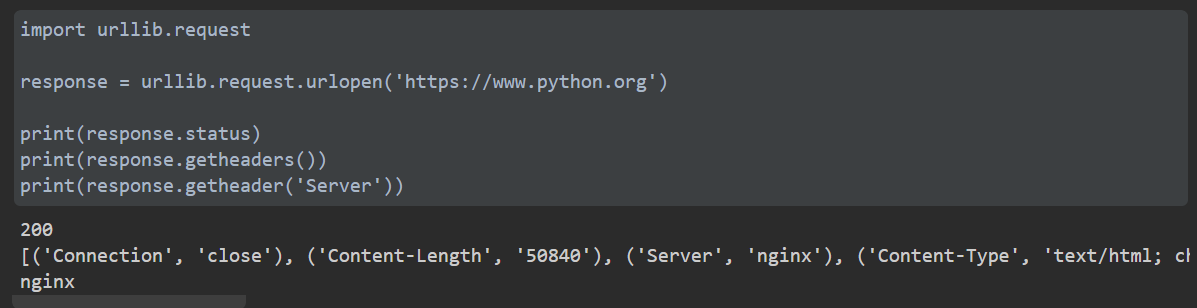 import urllib.request
response = urllib.request.urlopen('https://www.python.org')
print(response.status)
print(response.getheaders())
print(response.getheader('Server'))
200
[('Connection', 'close'), ('Content-Length', '50840'), ('Server', 'nginx'), ('Content-Type', 'text/html;
nginx